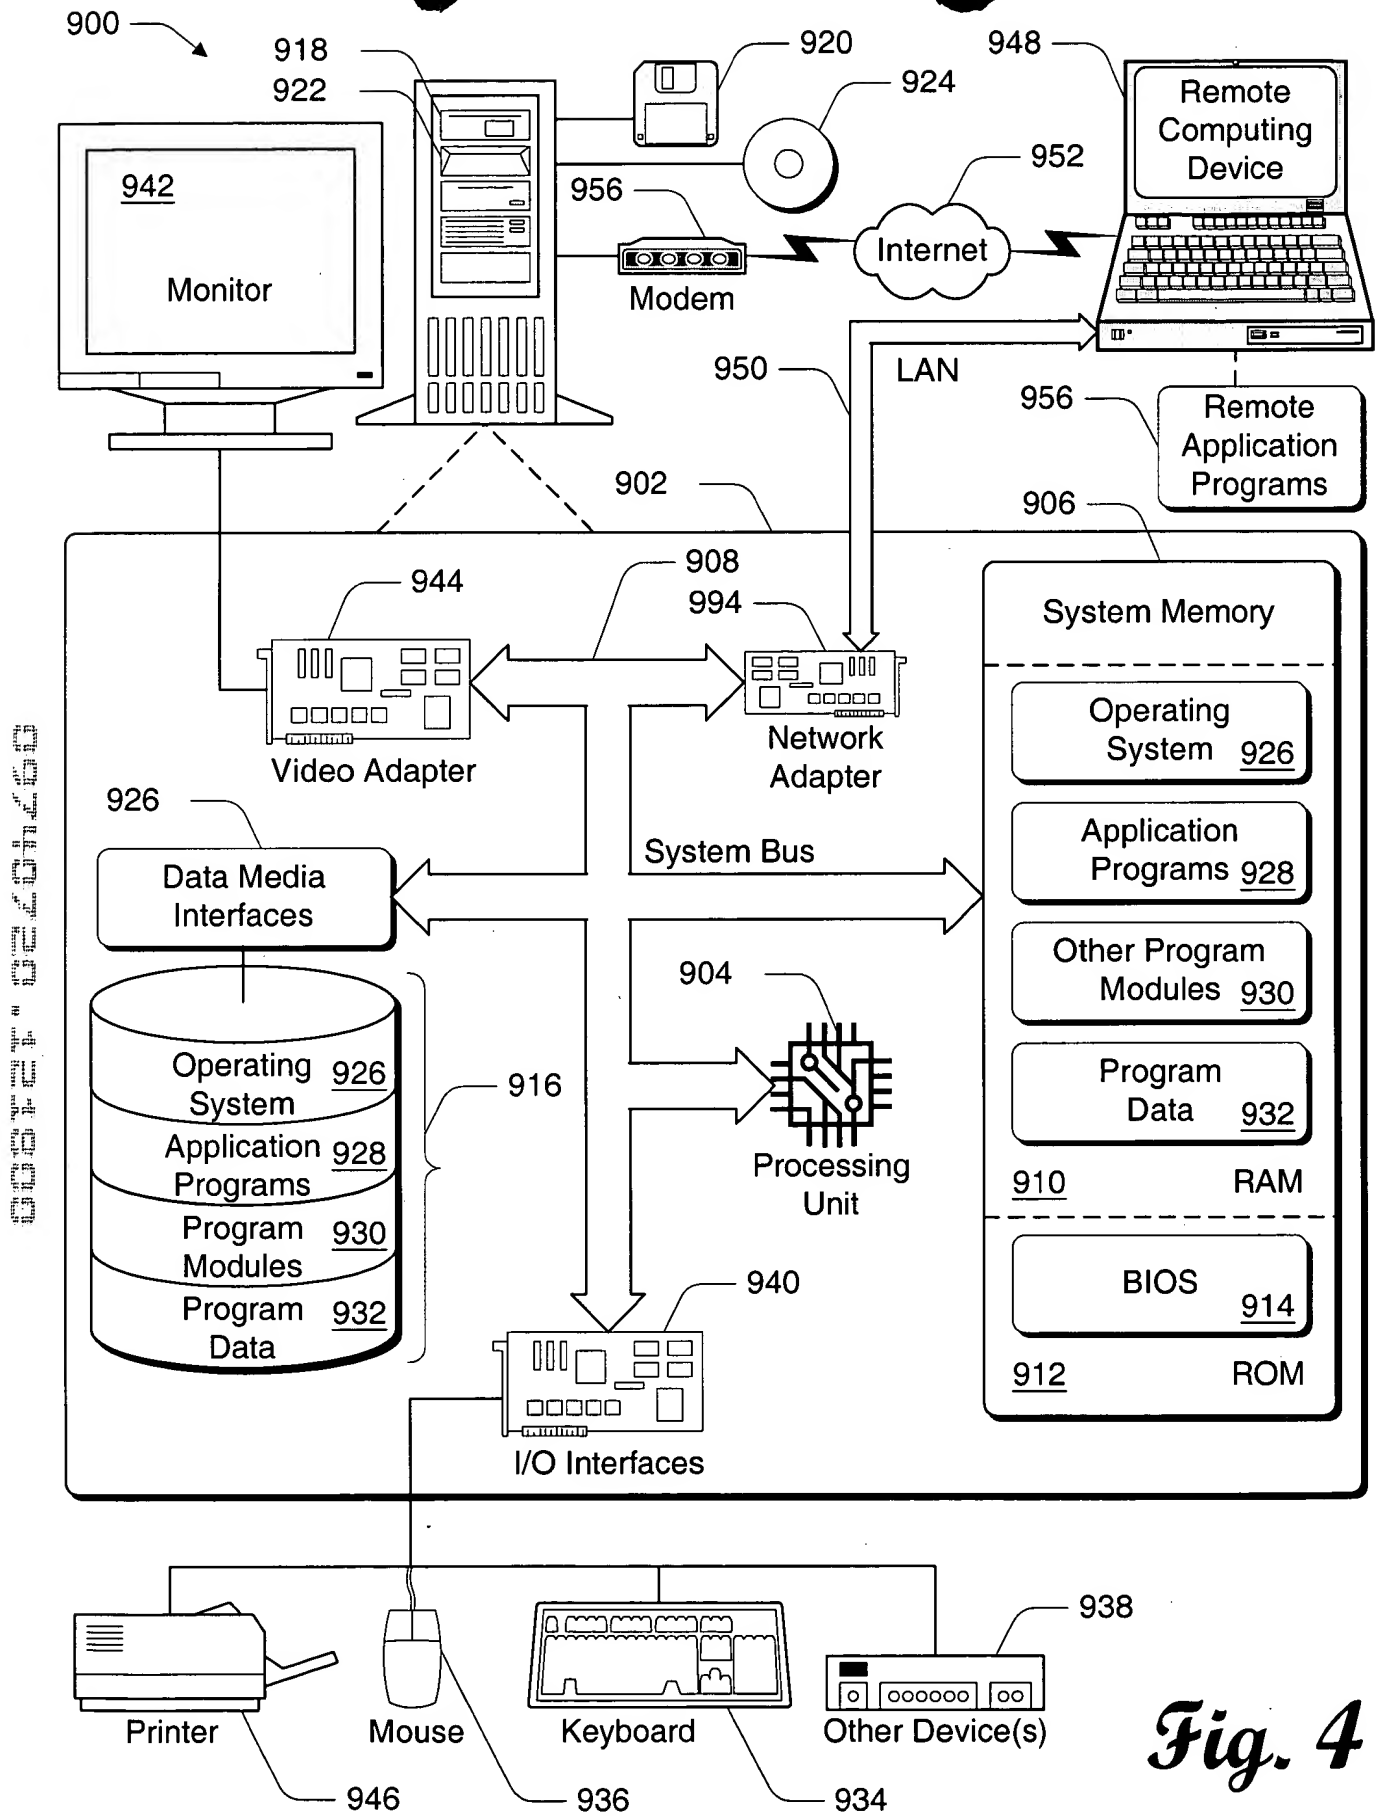 900
918
922
920
924
948
Remote
Computing
Device
952
942
956
Internet
Monitor
Modem
950
LAN
956
Remote
Application
Programs
902
906
908
944
994
System Memory
Operating
System 926
Network
Adapter
Video Adapter
926
Application
Programs 928
System Bus
Data Media
Interfaces
Other Program
Modules 930
904
Operating
System 926
916
Program
Data 932
Application
Programs 928
Processing
Unit
910 RAM
Program
Modules 930
940
BIOS
914
Program
Data 932
912 ROM
I/O Interfaces
938
Printer
Mouse
Keyboard
Other Device(s)
946
936
934
Fig. 4